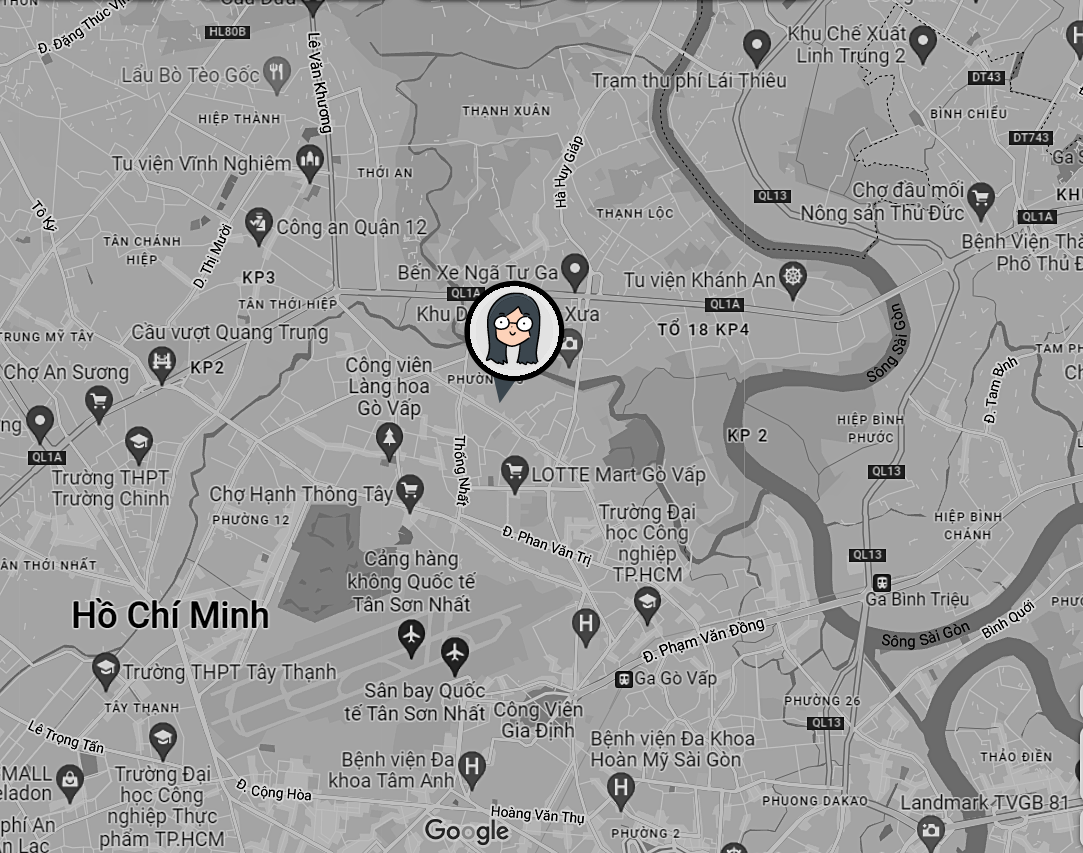 Đ. Đặng Thúc Vịnh
HL80B
Lê Văn Khương
Lẩu Bò Tèo Gốc
HIỆP THÀNH
Tu viện Vĩnh Nghiêm
THỚI AN
THẠNH XUÂN
Trạm thu phí Lái Thiêu
Khu Chế Xuất
Linh Trung 2
DT43
BÌNH CHIỂU
DT743
Hà Huy Giáp
THẠNH LỘC
QL13
Chợ đầu mối
Nông sản Thủ Đức
QL1A
Tô Ký
TÂN CHÁNH
HIỆP
Đ. Thị Mười
Công an Quận 12
KP3
TÂN THỚI HIỆP
Bến Xe Ngã Tư Ga
QL1A
Tu viện Khánh An
QL1A
Bệnh Viện
Phố Thủ
Khu
Xưa
TỔ 18 KP4
Sông Sài Gòn
TRUNG MỸ TÂY
Cầu vượt Quang Trung
KP2
Chợ An Sương
Công viên
Làng hoa
Gò Vấp
Đ. Tam Bình
QL1A
Trường THPT
Trường Chinh
Thống Nhất
KP 2
HIỆP BÌNH
PHƯỚC
QL13
LOTTE Mart Gò Vấp
Chợ Hạnh Thông Tây
PHƯỜNG 12
Trường Đại
học Công
nghiệp
TP.HCM
HIỆP BÌNH
CHÁNH
Đ. Phan Văn Trị
QL13
Cảng hàng
không Quốc tế
Tân Sơn Nhất
ÂN THỚI NHẤT
Hồ Chí Minh
Ga Bình Triệu
Sông Sài Gòn
Bình Quới
Đ. Phạm Văn Đồng
Trường THPT Tây Thạnh
Ga Gò Vấp
TÂY THẠNH
Sân bay Quốc
tế Tân Sơn Nhất
Công Viên
Gia Định
PHƯỜNG 26
QL13
Lê Trọng Tấn
Bệnh viện Đa
khoa Tâm Anh
Bệnh viện Đa Khoa
Hoàn Mỹ Sài Gòn
THẢO ĐIỀN
MALL
eladon
Trường Đại
học Công
nghiệp Thực
phẩm TP.HCM
Đ. Cộng Hòa
Hoàng Văn Thụ
PHUONG DAKAO
Landmark TVGB 81
Google
PHƯỜNG 2
phí An
n Lạc